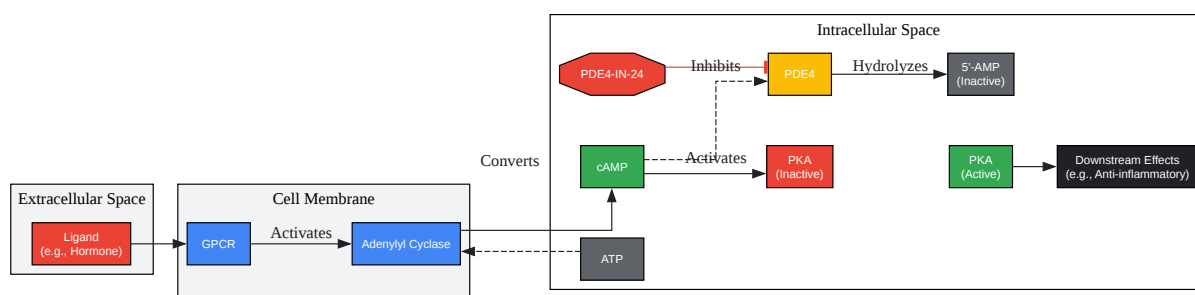 Intracellular Space
PDE4-IN-24
Inhibits
PDE4
Hydrolyzes
5'-AMP
(Inactive)
Converts
cAMP
Activates
PKA
(Inactive)
PKA
(Active)
Downstream Effects
(e.g., Anti-inflammatory)
Extracellular Space
Ligand
(e.g., Hormone)
Cell Membrane
GPCR
Activates
Adenylyl Cyclase
ATP